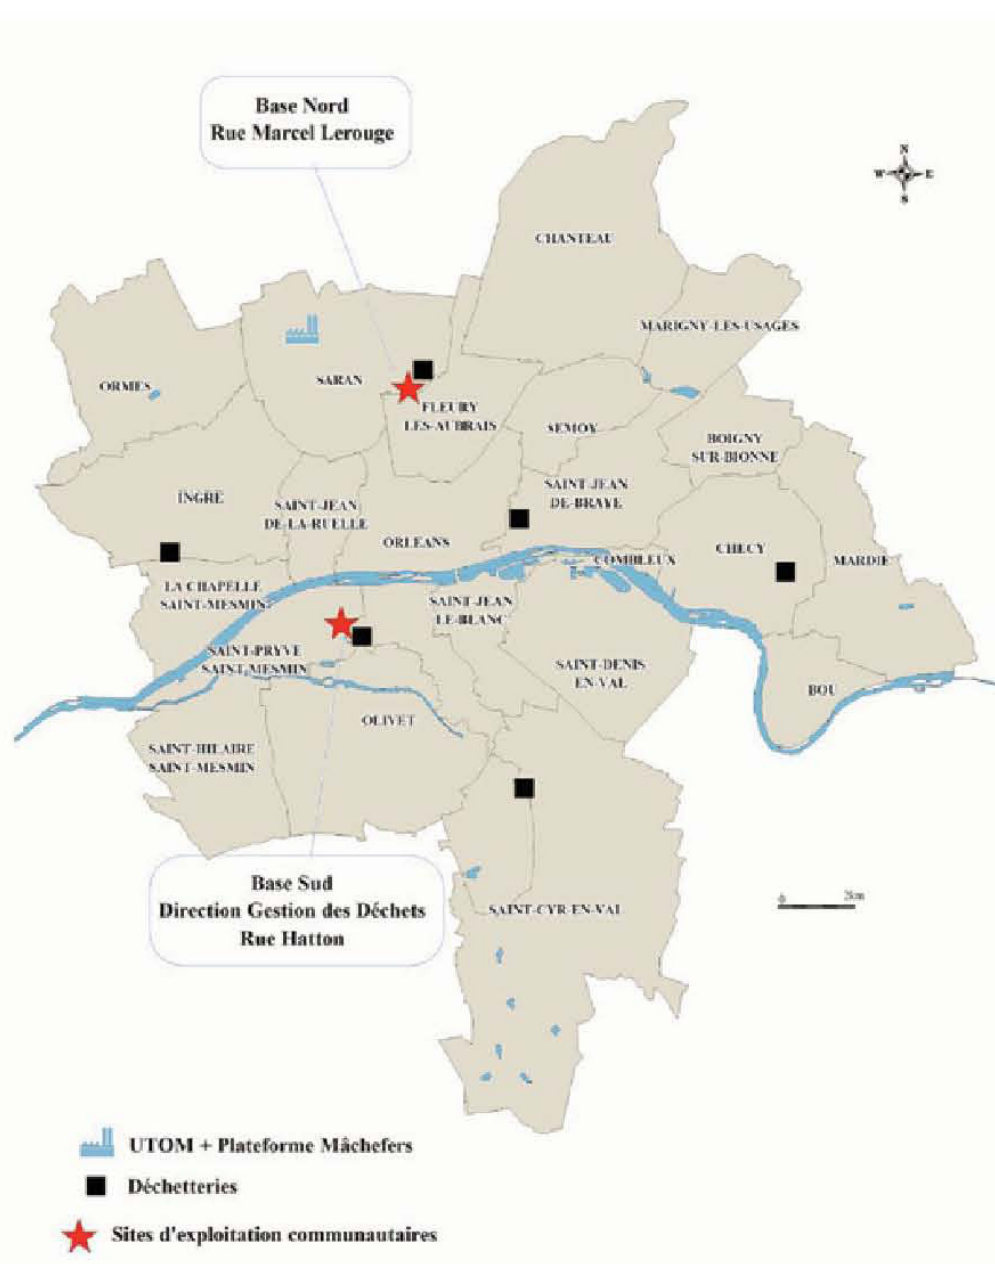 Base Nord
Rue Marcel Lerouge
N
W
E
S
CHANTEAU
MARIGNY-LES-USAGES
ORMES
SARAN
FLEURY
LES-AUBRAIS
SEMOY
BOIGNY
SUR-BIONNE
INGRE
SAINT-JEAN
DE-LA-RUELLE
SAINT-JEAN
DE-BRAYE
ORLEANS
CHECY
COMBLEUX
MARDIE
LA CHAPELLE
SAINT-MESMIN
SAINT-JEAN
LE-BLANC
SAINT-PRYVE
SAINT-MESMIN
SAINT-DENIS
EN-VAL
BOU
OLIVET
SAINT-HILAIRE
SAINT-MESMIN
Base Sud
Direction Gestion des Déchets
Rue Hatton
0 2km
SAINT-CYR-EN-VAL
UTOM + Plateforme Mâchefers
Déchetteries
Sites d'exploitation communautaires